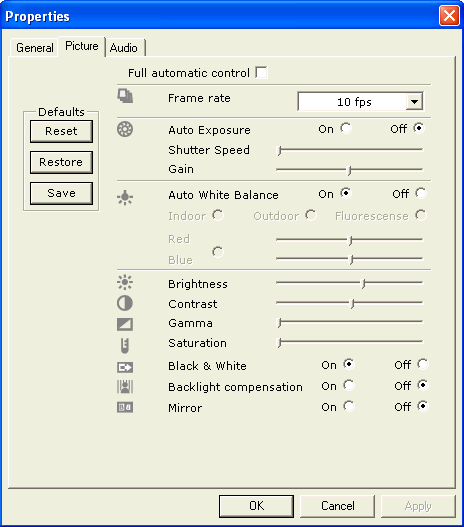 Properties
General Picture Audio
Full automatic control
Frame rate 10 fps
Defaults
Reset
Restore
Save
Auto Exposure On Off
Shutter Speed
Gain
Auto White Balance On Off
Indoor Outdoor Fluorescense
Red
Blue
Brightness
Contrast
Gamma
Saturation
Black & White On Off
Backlight compensation On Off
Mirror On Off
OK Cancel Apply